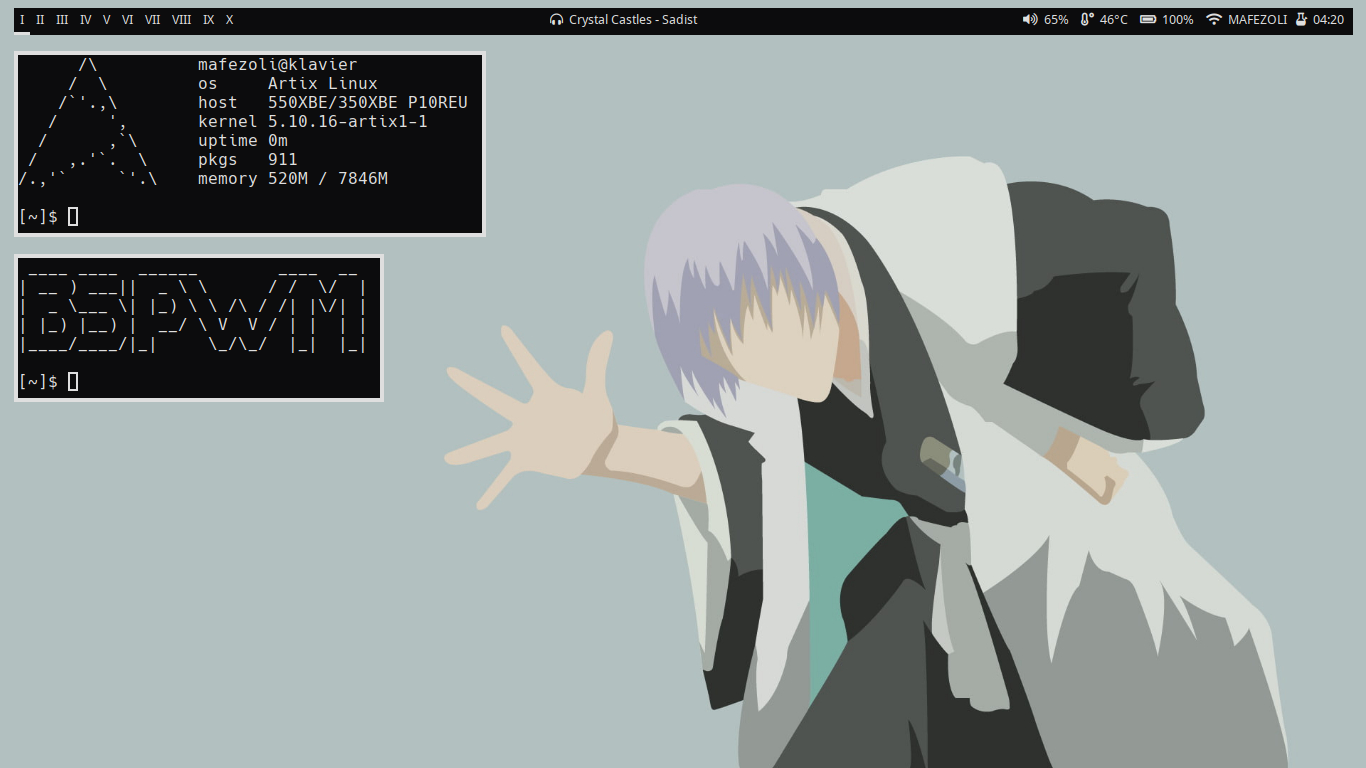 I II III IV V VI VII VIII IX X
Crystal Castles - Sadist
65% 46°C 100% MAFEZOLI 04:20
mafezoli@klavier
os Artix Linux
host 550XBE/350XBE P10REU
kernel 5.10.16-artix1-1
uptime 0m
pkgs 911
memory 520M / 7846M
[~]$
BSPWM
[~]$